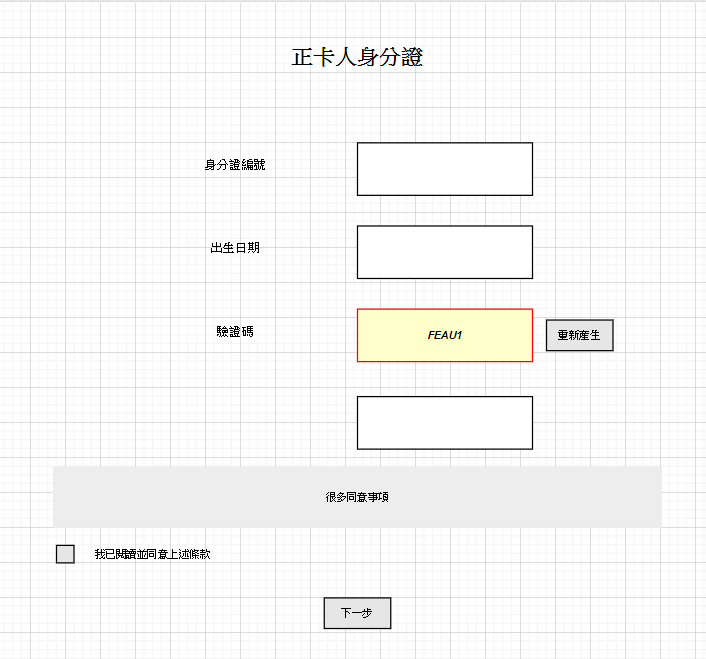 正卡人身分證
身分證編號
出生日期
驗證碼
FEAU1
重新產生
很多同意事項
我已閱讀並同意上述條款
下一步